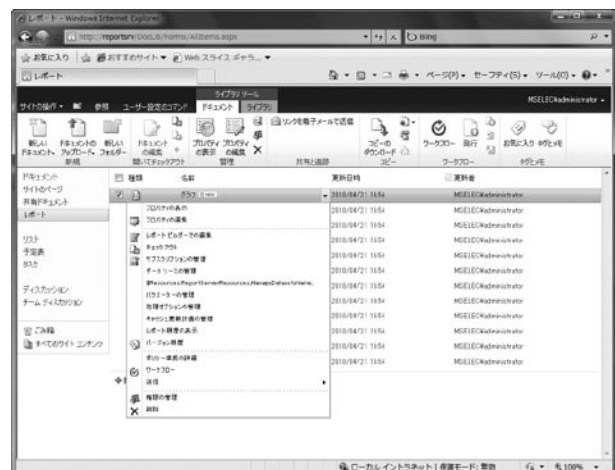 レポート - Windows Internet Explorer
http://reportsrv/DocLib/Forms/AllItems.aspx
Bing
お気に入り おすすめサイト Web スライス ギャラ...
レポート
ページ(P) セーフティ(S) ツール(O)
ライブラリ ツール
サイトの操作 参照 ユーザー設定のコマンド ドキュメント ライブラリ
MSELEC¥administrator
新しい ドキュメント
ドキュメントの アップロード
新しい フォルダー
ドキュメント の編集
プロパティ の表示
プロパティ の編集
リンクを電子メールで送信
コピーの ダウンロード
ワークフロー 発行
お気に入り やタとメモ
新規 開いてチェックアウト 管理 共有と追跡 コピー ワークフロー
ドキュメント
サイトのページ
共有ドキュメント
レポート
リスト
予定表
タスク
ディスカッション
チーム ディスカッション
ごみ箱
すべてのサイト コンテンツ
種類 名前 更新日時 更新者
グラフ 2010/04/21 16:54 MSELEC¥administrator
プロパティの表示
プロパティの編集
レポート ビルダーでの編集
チェックアウト
サブスクリプションの管理
データ ソースの管理
パラメーターの管理
処理オプションの管理
キャッシュ更新計画の管理
レポート履歴の表示
バージョン履歴
ワークフロー
送信
権限の管理
削除
2010/04/21 16:54 MSELEC¥administrator
2010/04/21 16:54 MSELEC¥administrator
2010/04/21 16:54 MSELEC¥administrator
2010/04/21 16:54 MSELEC¥administrator
2010/04/21 16:54 MSELEC¥administrator
2010/04/21 16:54 MSELEC¥administrator
2010/04/21 16:54 MSELEC¥administrator
2010/04/21 16:54 MSELEC¥administrator
ローカル イントラネット | 保護モード: 無効 100%